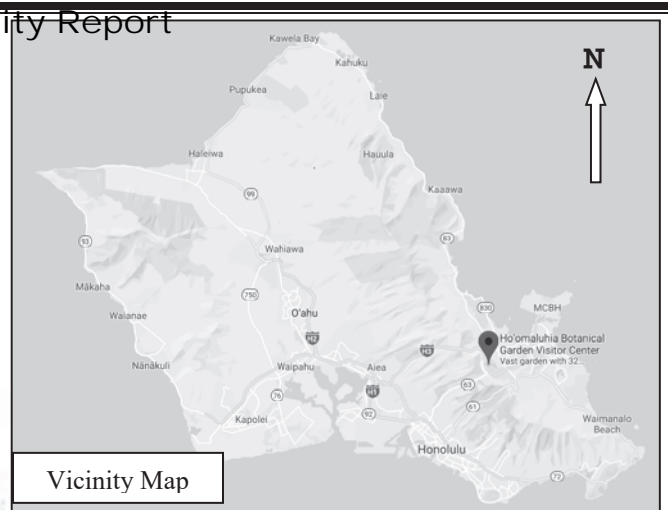 ity Report
Kawela Bay
Kahuku
N
Pupukea
Laie
Haleiwa
Hauula
99
Kaaawa
83
93
Wahiawa
Mākaha
750
O'ahu
830
MCBH
Waianae
H2
Ho'omaluhia Botanical
Garden Visitor Center
Vast garden with 32...
H3
Nānākuli
Waipahu
Aiea
63
76
H1
61
Kapolei
92
Waimanalo
Beach
Honolulu
72
Vicinity Map